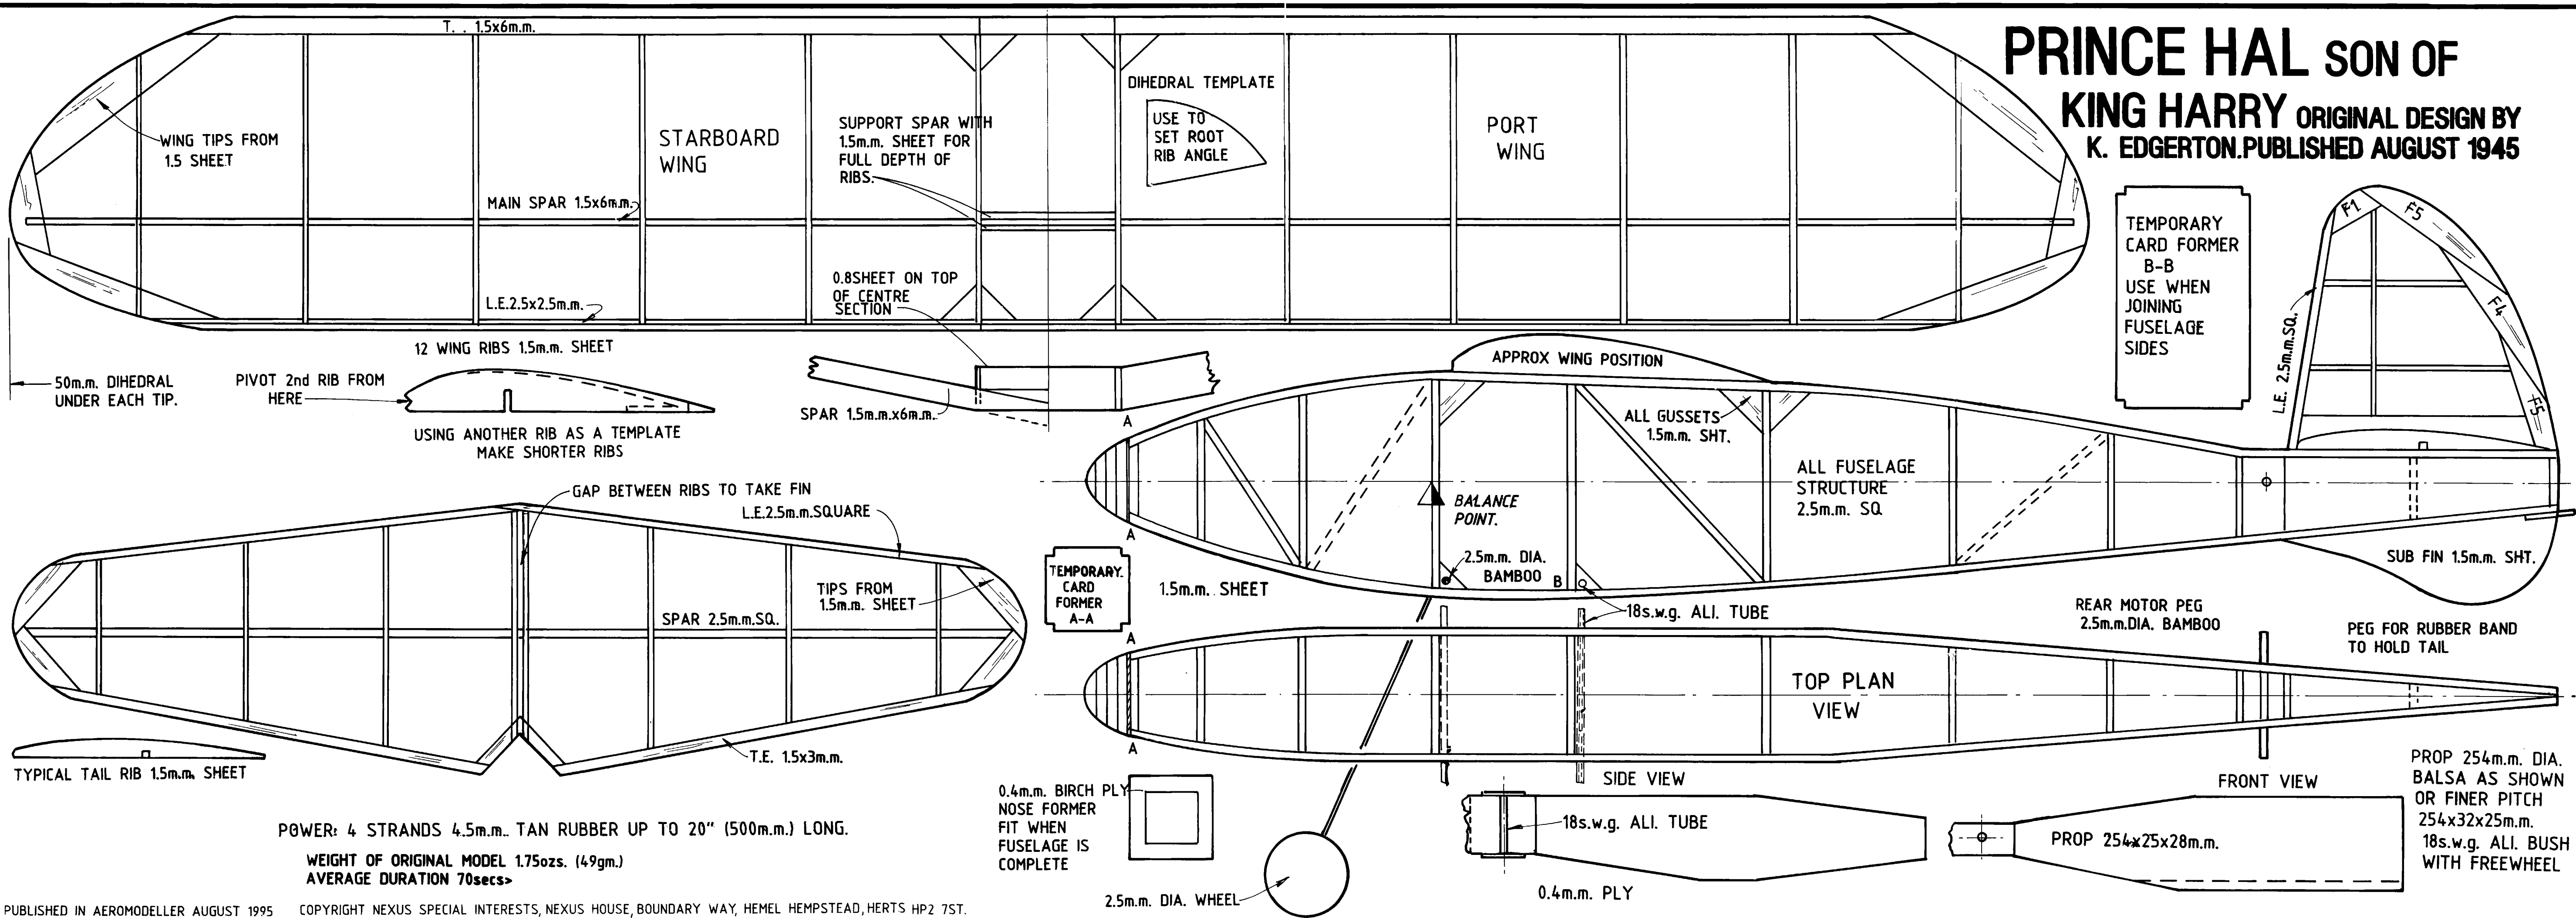 T. . 1.5x6m.m.
PRINCE HAL SON OF
KING HARRY ORIGINAL DESIGN BY
K. EDGERTON.PUBLISHED AUGUST 1945
WING TIPS FROM
1.5 SHEET
STARBOARD
WING
SUPPORT SPAR WITH
1.5m.m. SHEET FOR
FULL DEPTH OF
RIBS.
DIHEDRAL TEMPLATE
USE TO
SET ROOT
RIB ANGLE
PORT
WING
MAIN SPAR 1.5x6m.m.
L.E.2.5x2.5m.m.
0.8SHEET ON TOP
OF CENTRE
SECTION
TEMPORARY
CARD FORMER
B-B
USE WHEN
JOINING
FUSELAGE
SIDES
F1
F5
F4
F5
L.E. 2.5m.m.SQ.
12 WING RIBS 1.5m.m. SHEET
50m.m. DIHEDRAL
UNDER EACH TIP.
PIVOT 2nd RIB FROM
HERE
USING ANOTHER RIB AS A TEMPLATE
MAKE SHORTER RIBS
SPAR 1.5m.m.x6m.m.
A
APPROX WING POSITION
ALL GUSSETS
1.5m.m. SHT.
ALL FUSELAGE
STRUCTURE
2.5m.m. SQ
BALANCE
POINT.
A
A
GAP BETWEEN RIBS TO TAKE FIN
L.E.2.5m.m.SQUARE
TIPS FROM
1.5m.m. SHEET
SPAR 2.5m.m.SQ.
T.E. 1.5x3m.m.
TYPICAL TAIL RIB 1.5m.m. SHEET
TEMPORARY
CARD
FORMER
A-A
1.5m.m. SHEET
2.5m.m. DIA.
BAMBOO
B
18s.w.g. ALI. TUBE
SUB FIN 1.5m.m. SHT.
REAR MOTOR PEG
2.5m.m.DIA. BAMBOO
PEG FOR RUBBER BAND
TO HOLD TAIL
A
TOP PLAN
VIEW
A
0.4m.m. BIRCH PLY
NOSE FORMER
FIT WHEN
FUSELAGE IS
COMPLETE
2.5m.m. DIA. WHEEL
SIDE VIEW
18s.w.g. ALI. TUBE
0.4m.m. PLY
FRONT VIEW
PROP 254x25x28m.m.
PROP 254m.m. DIA.
BALSA AS SHOWN
OR FINER PITCH
254x32x25m.m.
18s.w.g. ALI. BUSH
WITH FREEWHEEL
POWER: 4 STRANDS 4.5m.m.. TAN RUBBER UP TO 20" (500m.m.) LONG.
WEIGHT OF ORIGINAL MODEL 1.75ozs. (49gm.)
AVERAGE DURATION 70secs>
PUBLISHED IN AEROMODELLER AUGUST 1995 COPYRIGHT NEXUS SPECIAL INTERESTS, NEXUS HOUSE, BOUNDARY WAY, HEMEL HEMPSTEAD, HERTS HP2 7ST.